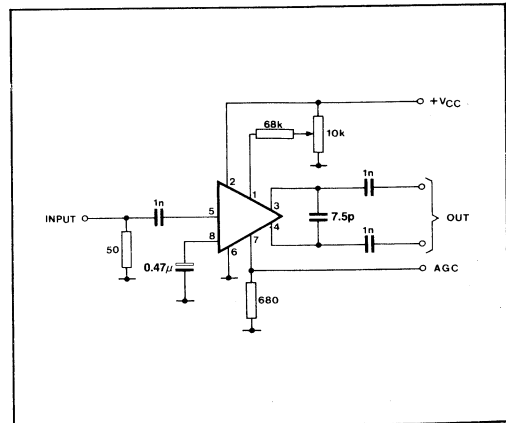 +VCC
68k
10k
2
1
1n
3
1n
INPUT
5
7.5p
OUT
4
8
7
1n
50
0.47μ
6
AGC
680